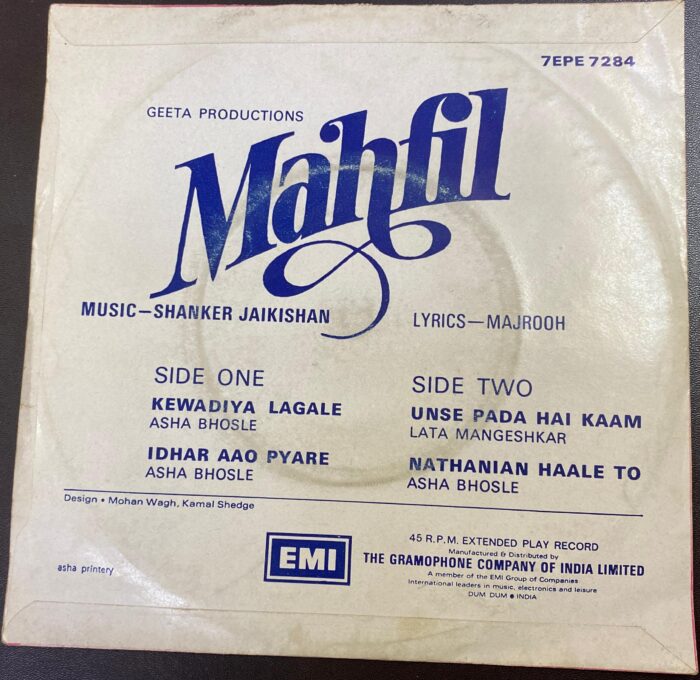 7EPE 7284
GEETA PRODUCTIONS
Mahfil
MUSIC—SHANKER JAIKISHAN
LYRICS—MAJROOH
SIDE ONE
KEWADIYA LAGALE
ASHA BHOSLE
IDHAR AAO PYARE
ASHA BHOSLE
SIDE TWO
UNSE PADA HAI KAAM
LATA MANGESHKAR
NATHANIAN HAALE TO
ASHA BHOSLE
Design • Mohan Wagh, Kamal Shedge
asha printery
EMI
45 R.P.M. EXTENDED PLAY RECORD
Manufactured & Distributed by
THE GRAMOPHONE COMPANY OF INDIA LIMITED
A member of the EMI Group of Companies
International leaders in music, electronics and leisure
DUM DUM ● INDIA